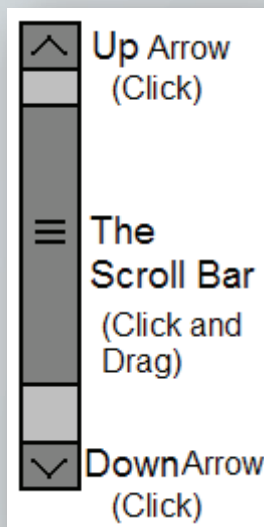 Up Arrow
(Click)
The
Scroll Bar
(Click and
Drag)
Down Arrow
(Click)